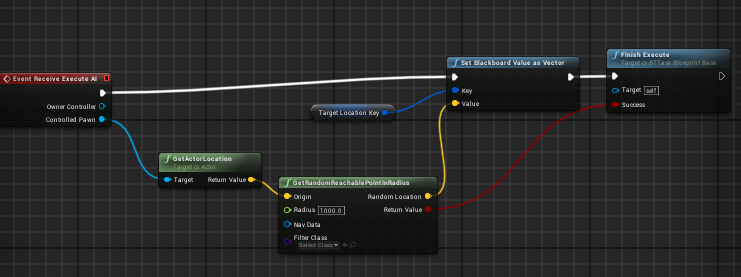 Event Receive Execute AI
Owner Controller
Controlled Pawn
Target Location Key
f GetActorLocation
Target is Actor
Target
Return Value
f GetRandomReachablePointInRadius
Origin
Random Location
Radius 1000.0
Return Value
Nav Data
Filter Class
Select Class
f Set Blackboard Value as Vector
Key
Value
f Finish Execute
Target is BTTask Blueprint Base
Target self
Success